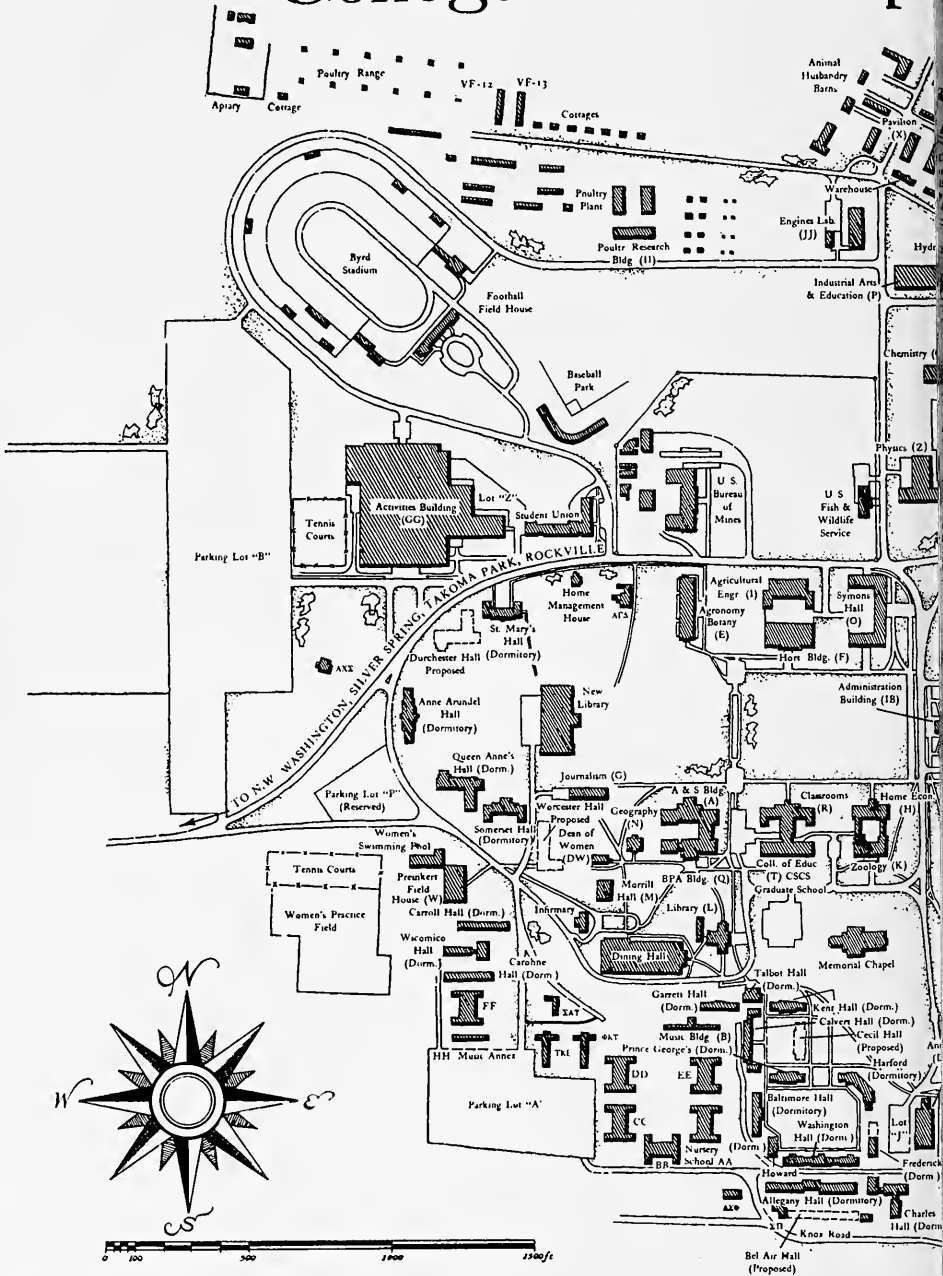 Apiary
Cottage
Poultry Range
VF-12
VF-13
Cottages
Animal
Husbandry
Barns
Pavilion
(X)
Warehouse
Poultry
Plant
Poultr Research
Bldg (II)
Engines Lab.
(JJ)
Hydr
Industrial Arts
& Education (P)
Byrd
Stadium
Football
Field House
Baseball
Park
Chemistry (
Physics (Z)
Activities Building
(GG)
Lot "Z"
Student Union
Tennis
Courts
Parking Lot "B"
U. S.
Bureau
of
Mines
U S
Fish &
Wildlife
Service
TO N.W. WASHINGTON, SILVER SPRING, TAKOMA PARK, ROCKVILLE
Home
Management
House
ΑΓΔ
Agricultural
Engr (I)
Agronomy
Botany
(E)
Symons
Hall
(O)
Hort Bldg. (F)
St. Mary's
Hall
(Dormitory)
Durchester Hall
Proposed
ΑΧΣ
Anne Arundel
Hall
(Dormitory)
New
Library
Administration
Building (1B)
Queen Anne's
Hall (Dorm.)
Journalism (G)
Parking Lot "P"
(Reserved)
Somerset Hall
(Dormitory)
Worcester Hall
Proposed
Dean of
Women
(DW)
Geography
(N)
A & S Bldg.
(A)
Classrooms
(R)
Home Econ.
(H)
Women's
Swimming Pool
Preinkert
Field
House (W)
Tennis Courts
Women's Practice
Field
Carroll Hall (Dorm.)
Morrill
Hall (M)
BPA Bldg. (Q)
Coll. of Educ
(T) CSCS
Graduate School
Zoology (K)
Infirmary
Library (L)
Wicomico
Hall
(Dorm.)
Caroline
Hall (Dorm)
Dining Hall
Memorial Chapel
Talbot Hall
(Dorm.)
Garrett Hall
(Dorm.)
Kent Hall (Dorm.)
Calvert Hall (Dorm.)
Cecil Hall
(Proposed)
FF
ΣΑΤ
Music Bldg (B)
Prince George's (Dorm.)
Harford
(Dormitory)
HH Music Annex
TKE
ΦΚΤ
DD
EE
Baltimore Hall
(Dormitory)
Parking Lot "A"
CC
Washington
Hall (Dorm)
Lot
"J"
BB
Nursery
School AA
(Dorm)
Howard
Frederick
(Dorm
Allegany Hall (Dormitory)
Charles
Hall (Dorm
ΔΣΦ
ΣΠ
Knox Road
Bel Air Hall
(Proposed)
N
W
E
S
0 100 500 1000 1500ft